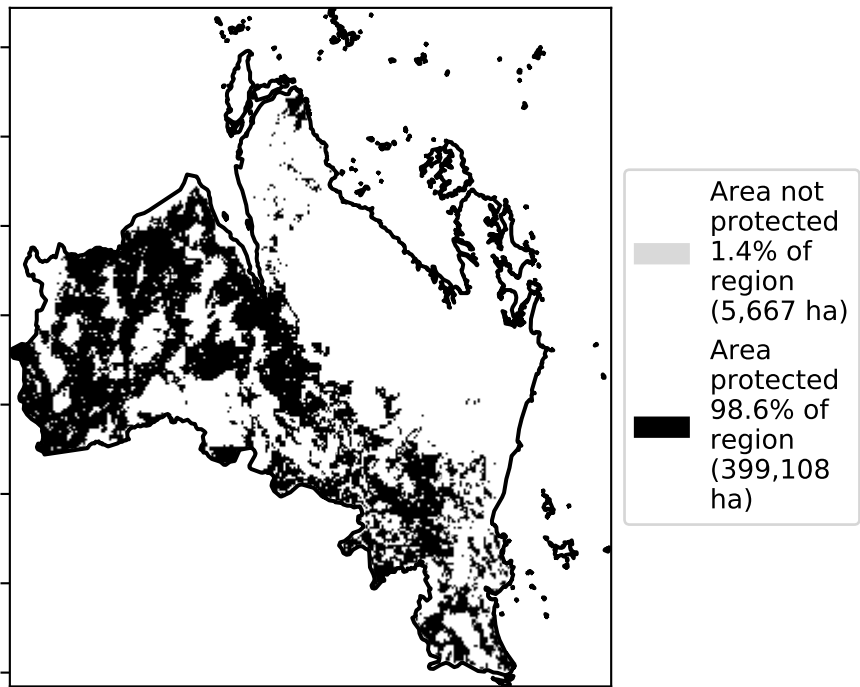 Area not
protected
1.4% of
region
(5,667 ha)
Area
protected
98.6% of
region
(399,108
ha)